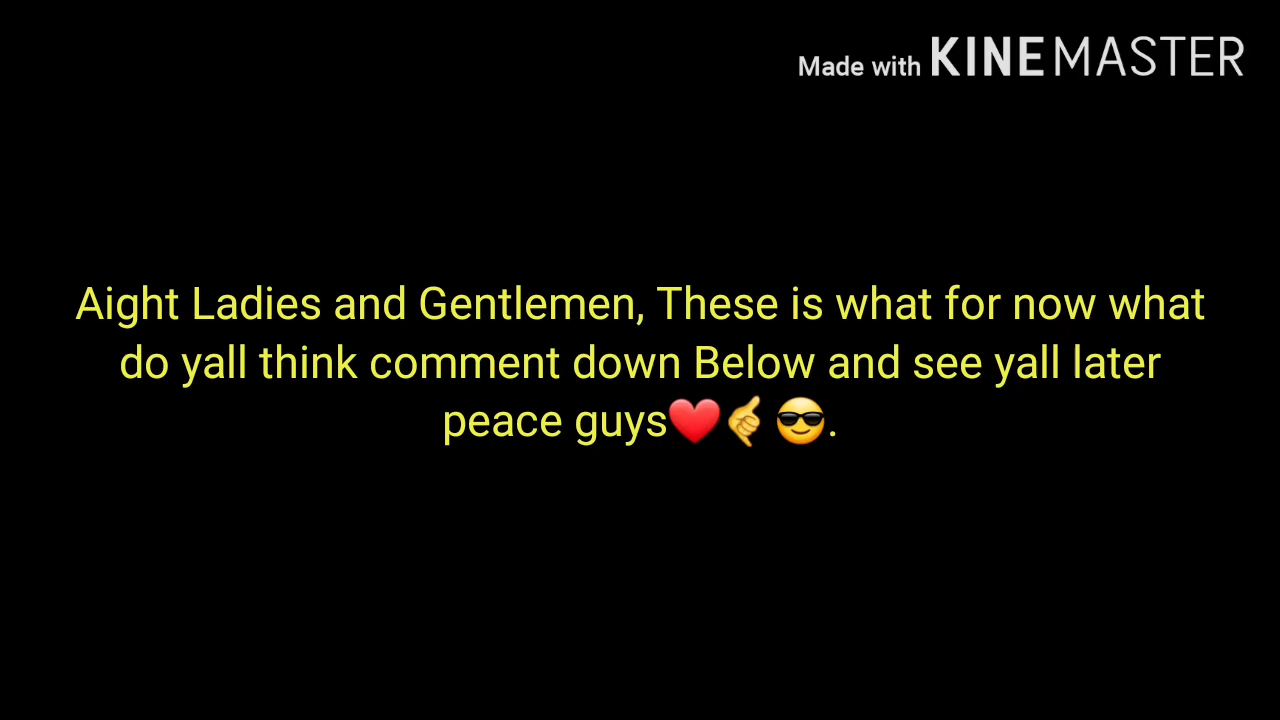 Made with KINEMASTER
Aight Ladies and Gentlemen, These is what for now what
do yall think comment down Below and see yall later
peace guys❤️🤙😎.